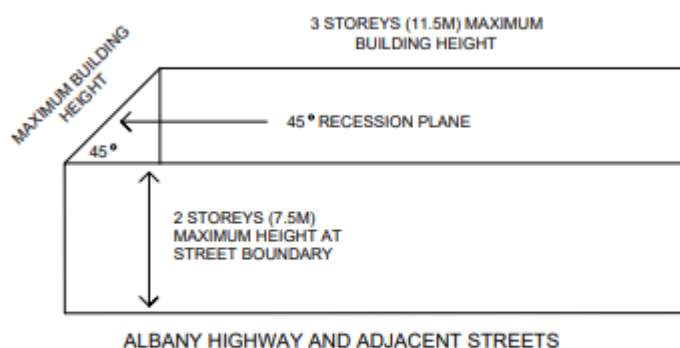 3 STOREYS (11.5M) MAXIMUM
BUILDING HEIGHT
MAXIMUM BUILDING
HEIGHT
45° RECESSION PLANE
45°
2 STOREYS (7.5M)
MAXIMUM HEIGHT AT
STREET BOUNDARY
ALBANY HIGHWAY AND ADJACENT STREETS